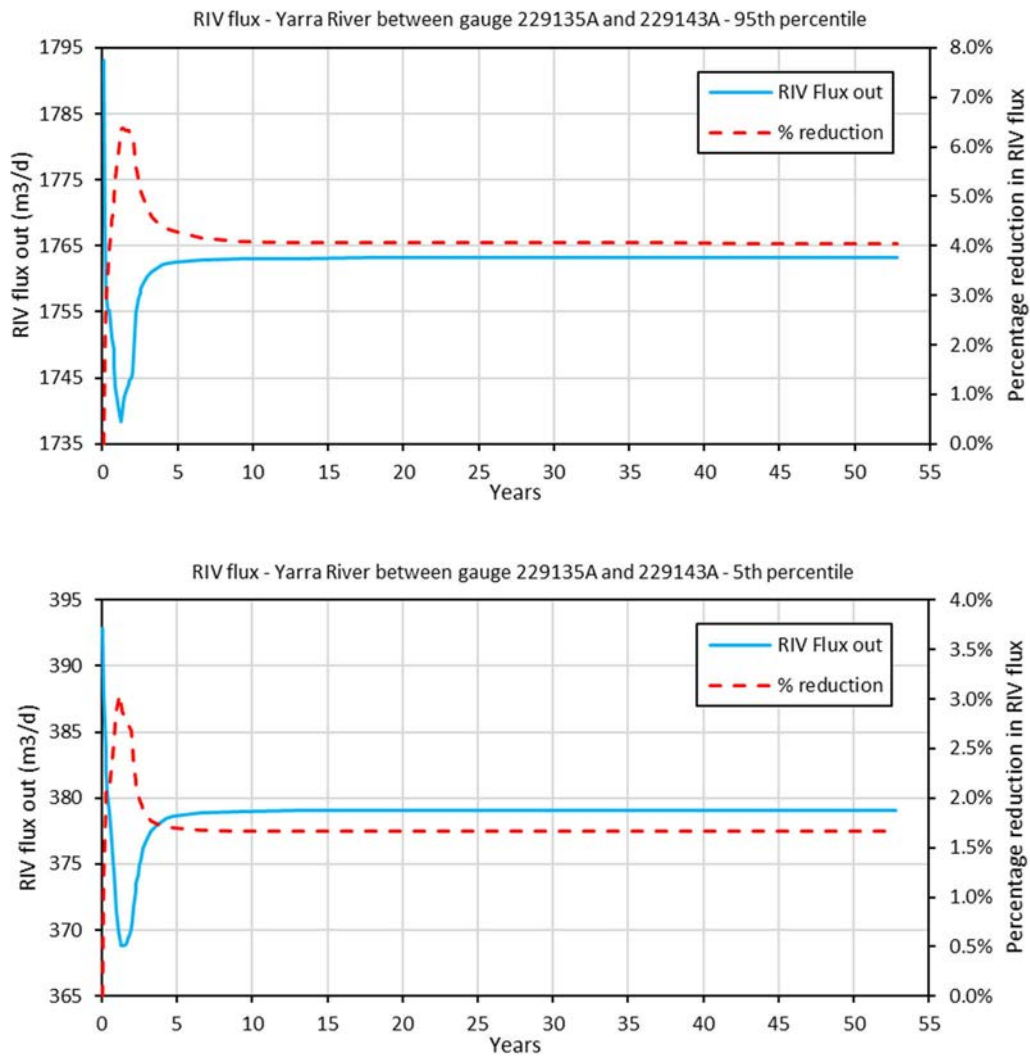 RIV flux - Yarra River between gauge 229135A and 229143A - 95th percentile
1795
1785
1775
1765
1755
1745
1735
RIV flux out (m3/d)
8.0%
7.0%
6.0%
5.0%
4.0%
3.0%
2.0%
1.0%
0.0%
Percentage reduction in RIV flux
RIV Flux out
% reduction
0 5 10 15 20 25 30 35 40 45 50 55
Years
RIV flux - Yarra River between gauge 229135A and 229143A - 5th percentile
395
390
385
380
375
370
365
RIV flux out (m3/d)
4.0%
3.5%
3.0%
2.5%
2.0%
1.5%
1.0%
0.5%
0.0%
Percentage reduction in RIV flux
RIV Flux out
% reduction
0 5 10 15 20 25 30 35 40 45 50 55
Years